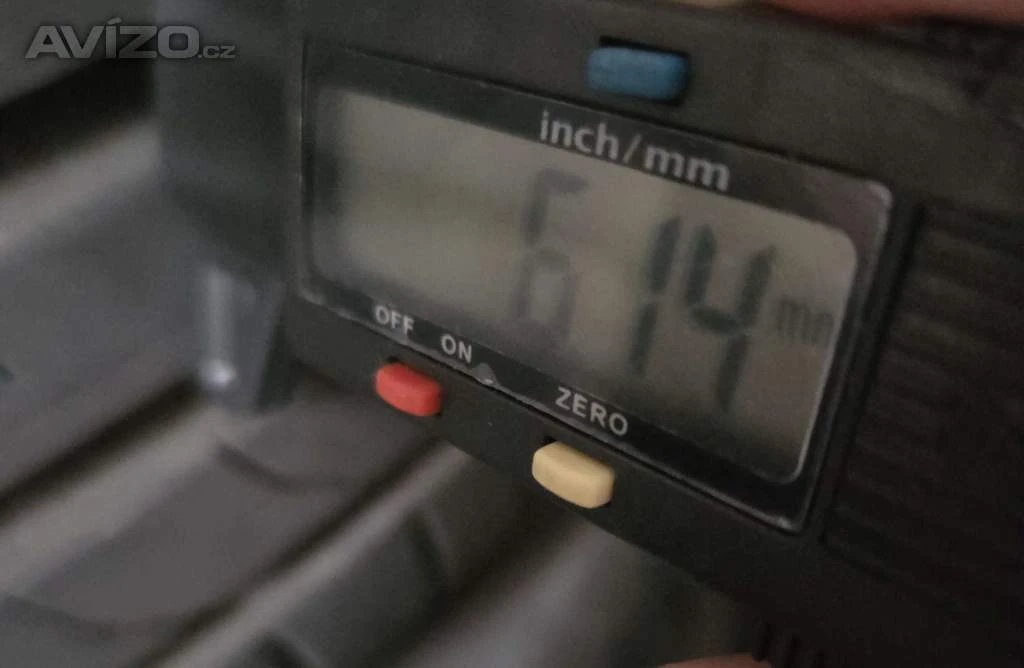 AVÍZO.cz
inch/mm
6.14 mm
OFF ON ZERO